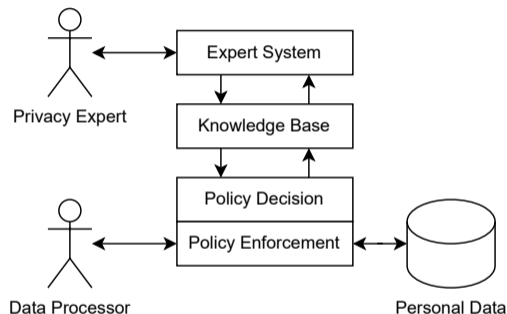 Expert System
Privacy Expert
Knowledge Base
Policy Decision
Policy Enforcement
Data Processor
Personal Data